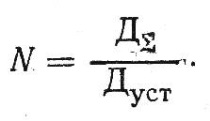 N = Д_Σ / Д_уст.